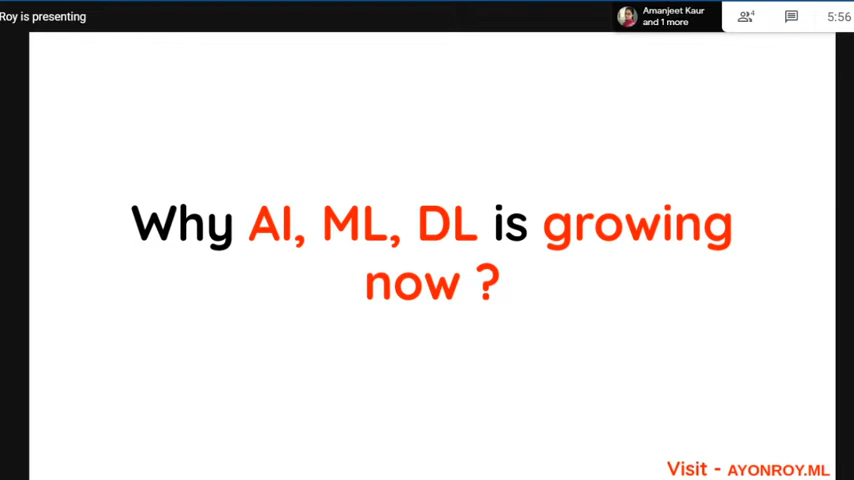 Roy is presenting
Amanjeet Kaur
and 1 more
4
5:56
Why AI, ML, DL is growing
now ?
Visit - AYONROY.ML